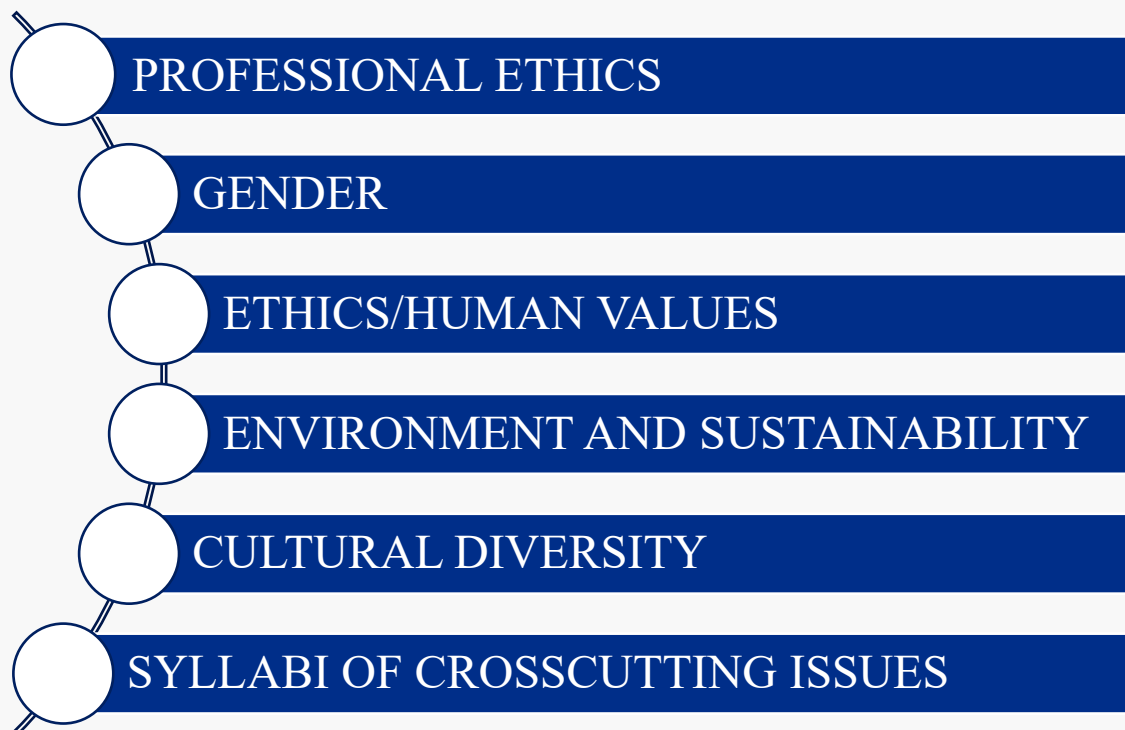 PROFESSIONAL ETHICS
GENDER
ETHICS/HUMAN VALUES
ENVIRONMENT AND SUSTAINABILITY
CULTURAL DIVERSITY
SYLLABI OF CROSSCUTTING ISSUES